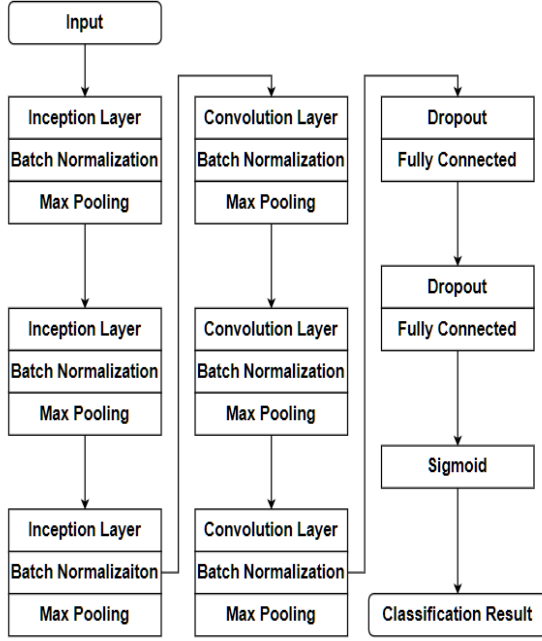 Input
Inception Layer
Batch Normalization
Max Pooling
Inception Layer
Batch Normalization
Max Pooling
Inception Layer
Batch Normalizaiton
Max Pooling
Convolution Layer
Batch Normalization
Max Pooling
Convolution Layer
Batch Normalization
Max Pooling
Convolution Layer
Batch Normalization
Max Pooling
Dropout
Fully Connected
Dropout
Fully Connected
Sigmoid
Classification Result